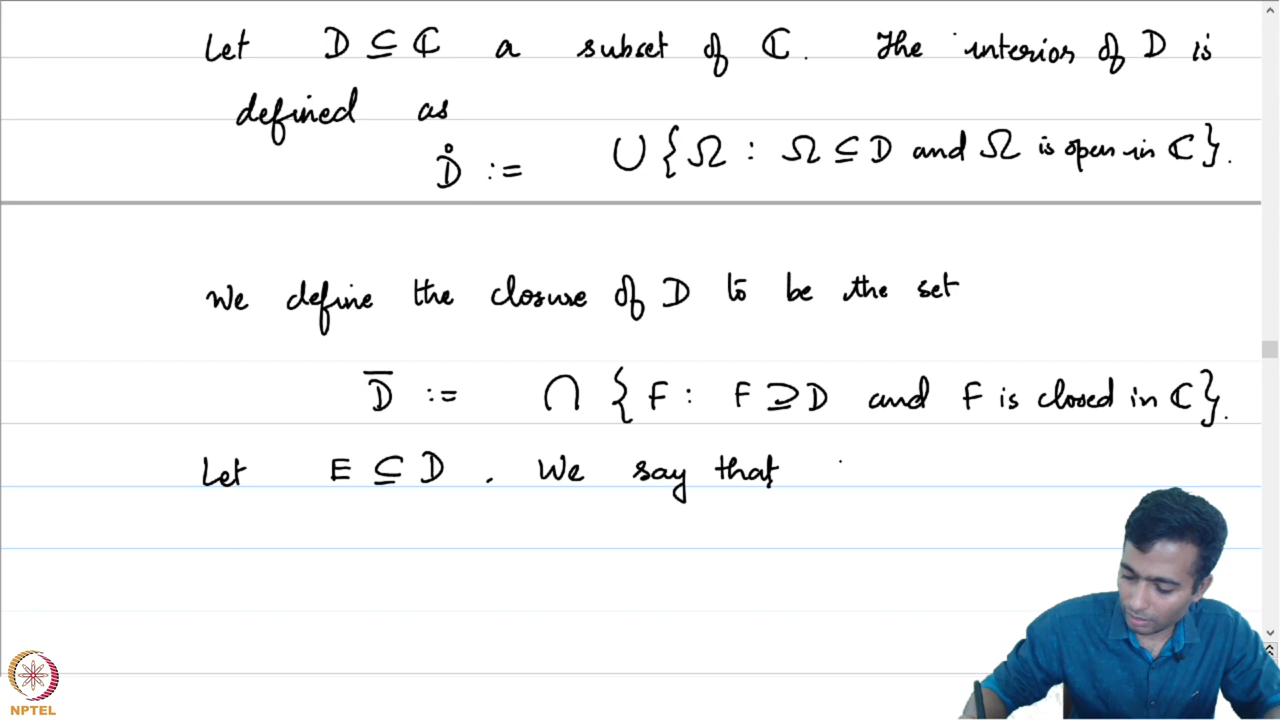 Let D ⊆ ℂ a subset of ℂ. The interior of D is
defined as
D̊ := ∪ {Ω : Ω ⊆ D and Ω is open in ℂ}.
We define the closure of D to be the set
D̅ := ∩ {F : F ⊇ D and F is closed in ℂ}.
Let E ⊆ D. We say that
NPTEL